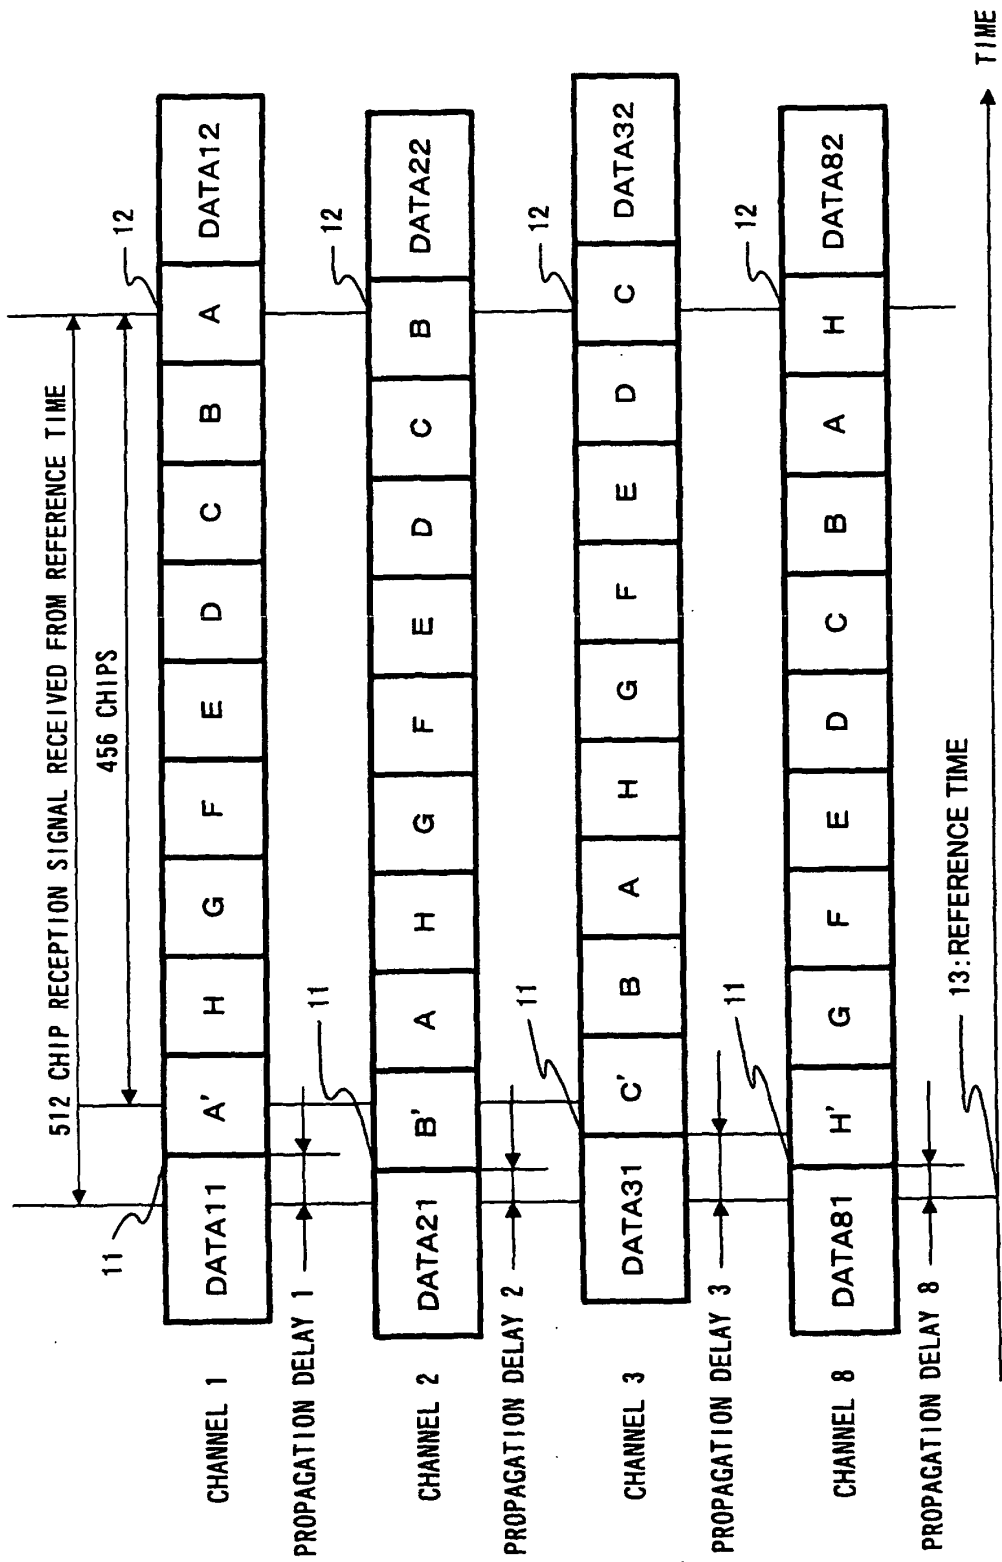 512 CHIP RECEPTION SIGNAL RECEIVED FROM REFERENCE TIME
456 CHIPS
11
12
CHANNEL 1
DATA11 A' H G F E D C B A DATA12
PROPAGATION DELAY 1
11
12
CHANNEL 2
DATA21 B' A H G F E D C B DATA22
PROPAGATION DELAY 2
11
12
CHANNEL 3
DATA31 C' B A H G F E D C DATA32
PROPAGATION DELAY 3
11
12
CHANNEL 8
DATA81 H' G F E D C B A H DATA82
PROPAGATION DELAY 8
13:REFERENCE TIME
TIME